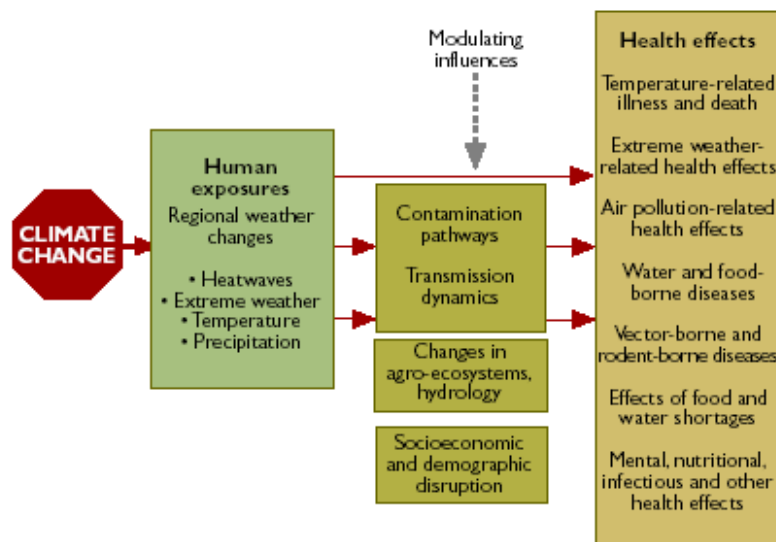 Modulating
influences
Health effects
Temperature-related
illness and death
Extreme weather-
related health effects
Air pollution-related
health effects
Water and food-
borne diseases
Vector-borne and
rodent-borne diseases
Effects of food and
water shortages
Mental, nutritional,
infectious and other
health effects
CLIMATE
CHANGE
Human
exposures
Regional weather
changes
• Heatwaves
• Extreme weather
• Temperature
• Precipitation
Contamination
pathways
Transmission
dynamics
Changes in
agro-ecosystems,
hydrology
Socioeconomic
and demographic
disruption